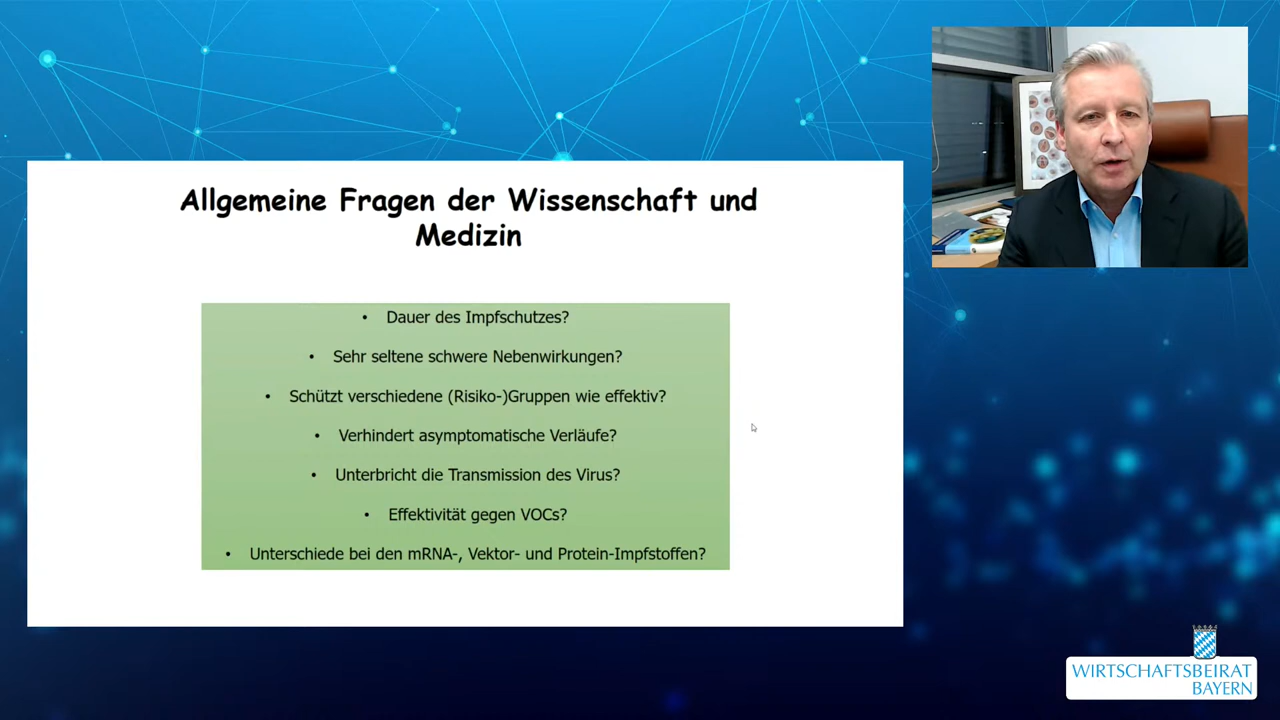 Allgemeine Fragen der Wissenschaft und
Medizin
• Dauer des Impfschutzes?
• Sehr seltene schwere Nebenwirkungen?
• Schützt verschiedene (Risiko-)Gruppen wie effektiv?
• Verhindert asymptomatische Verläufe?
• Unterbricht die Transmission des Virus?
• Effektivität gegen VOCs?
• Unterschiede bei den mRNA-, Vektor- und Protein-Impfstoffen?
WIRTSCHAFTSBEIRAT
BAYERN